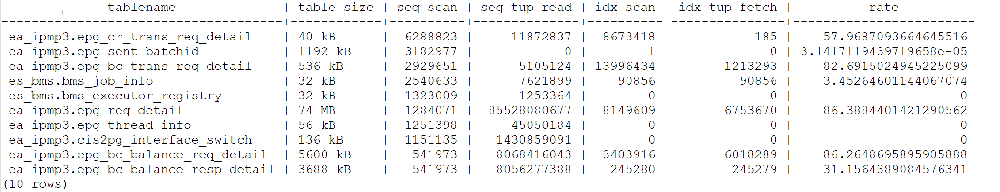 tablename | table_size | seq_scan | seq_tup_read | idx_scan | idx_tup_fetch | rate
------------------------------------+------------+----------+--------------+----------+---------------+------------------------
ea_ipmp3.epg_cr_trans_req_detail | 40 kB | 6288823 | 11872837 | 8673418 | 185 | 57.9687093664645516
ea_ipmp3.epg_sent_batchid | 1192 kB | 3182977 | 0 | 1 | 0 | 3.1417119439719658e-05
ea_ipmp3.epg_bc_trans_req_detail | 536 kB | 2929651 | 5105124 | 13996434 | 1213293 | 82.6915024945225099
es_bms.bms_job_info | 32 kB | 2540633 | 7621899 | 90856 | 90856 | 3.45264601144067074
es_bms.bms_executor_registry | 32 kB | 1323009 | 1253364 | 0 | 0 | 0
ea_ipmp3.epg_req_detail | 74 MB | 1284071 | 85528080677 | 8149609 | 6753670 | 86.3884401421290562
ea_ipmp3.epg_thread_info | 56 kB | 1251398 | 45050184 | 0 | 0 | 0
ea_ipmp3.cis2pg_interface_switch | 136 kB | 1151135 | 1430859091 | 0 | 0 | 0
ea_ipmp3.epg_bc_balance_req_detail | 5600 kB | 541973 | 8068416043 | 3403916 | 6018289 | 86.2648695895905888
ea_ipmp3.epg_bc_balance_resp_detail | 3688 kB | 541973 | 8056277388 | 245280 | 245279 | 31.1564389084576341
(10 rows)